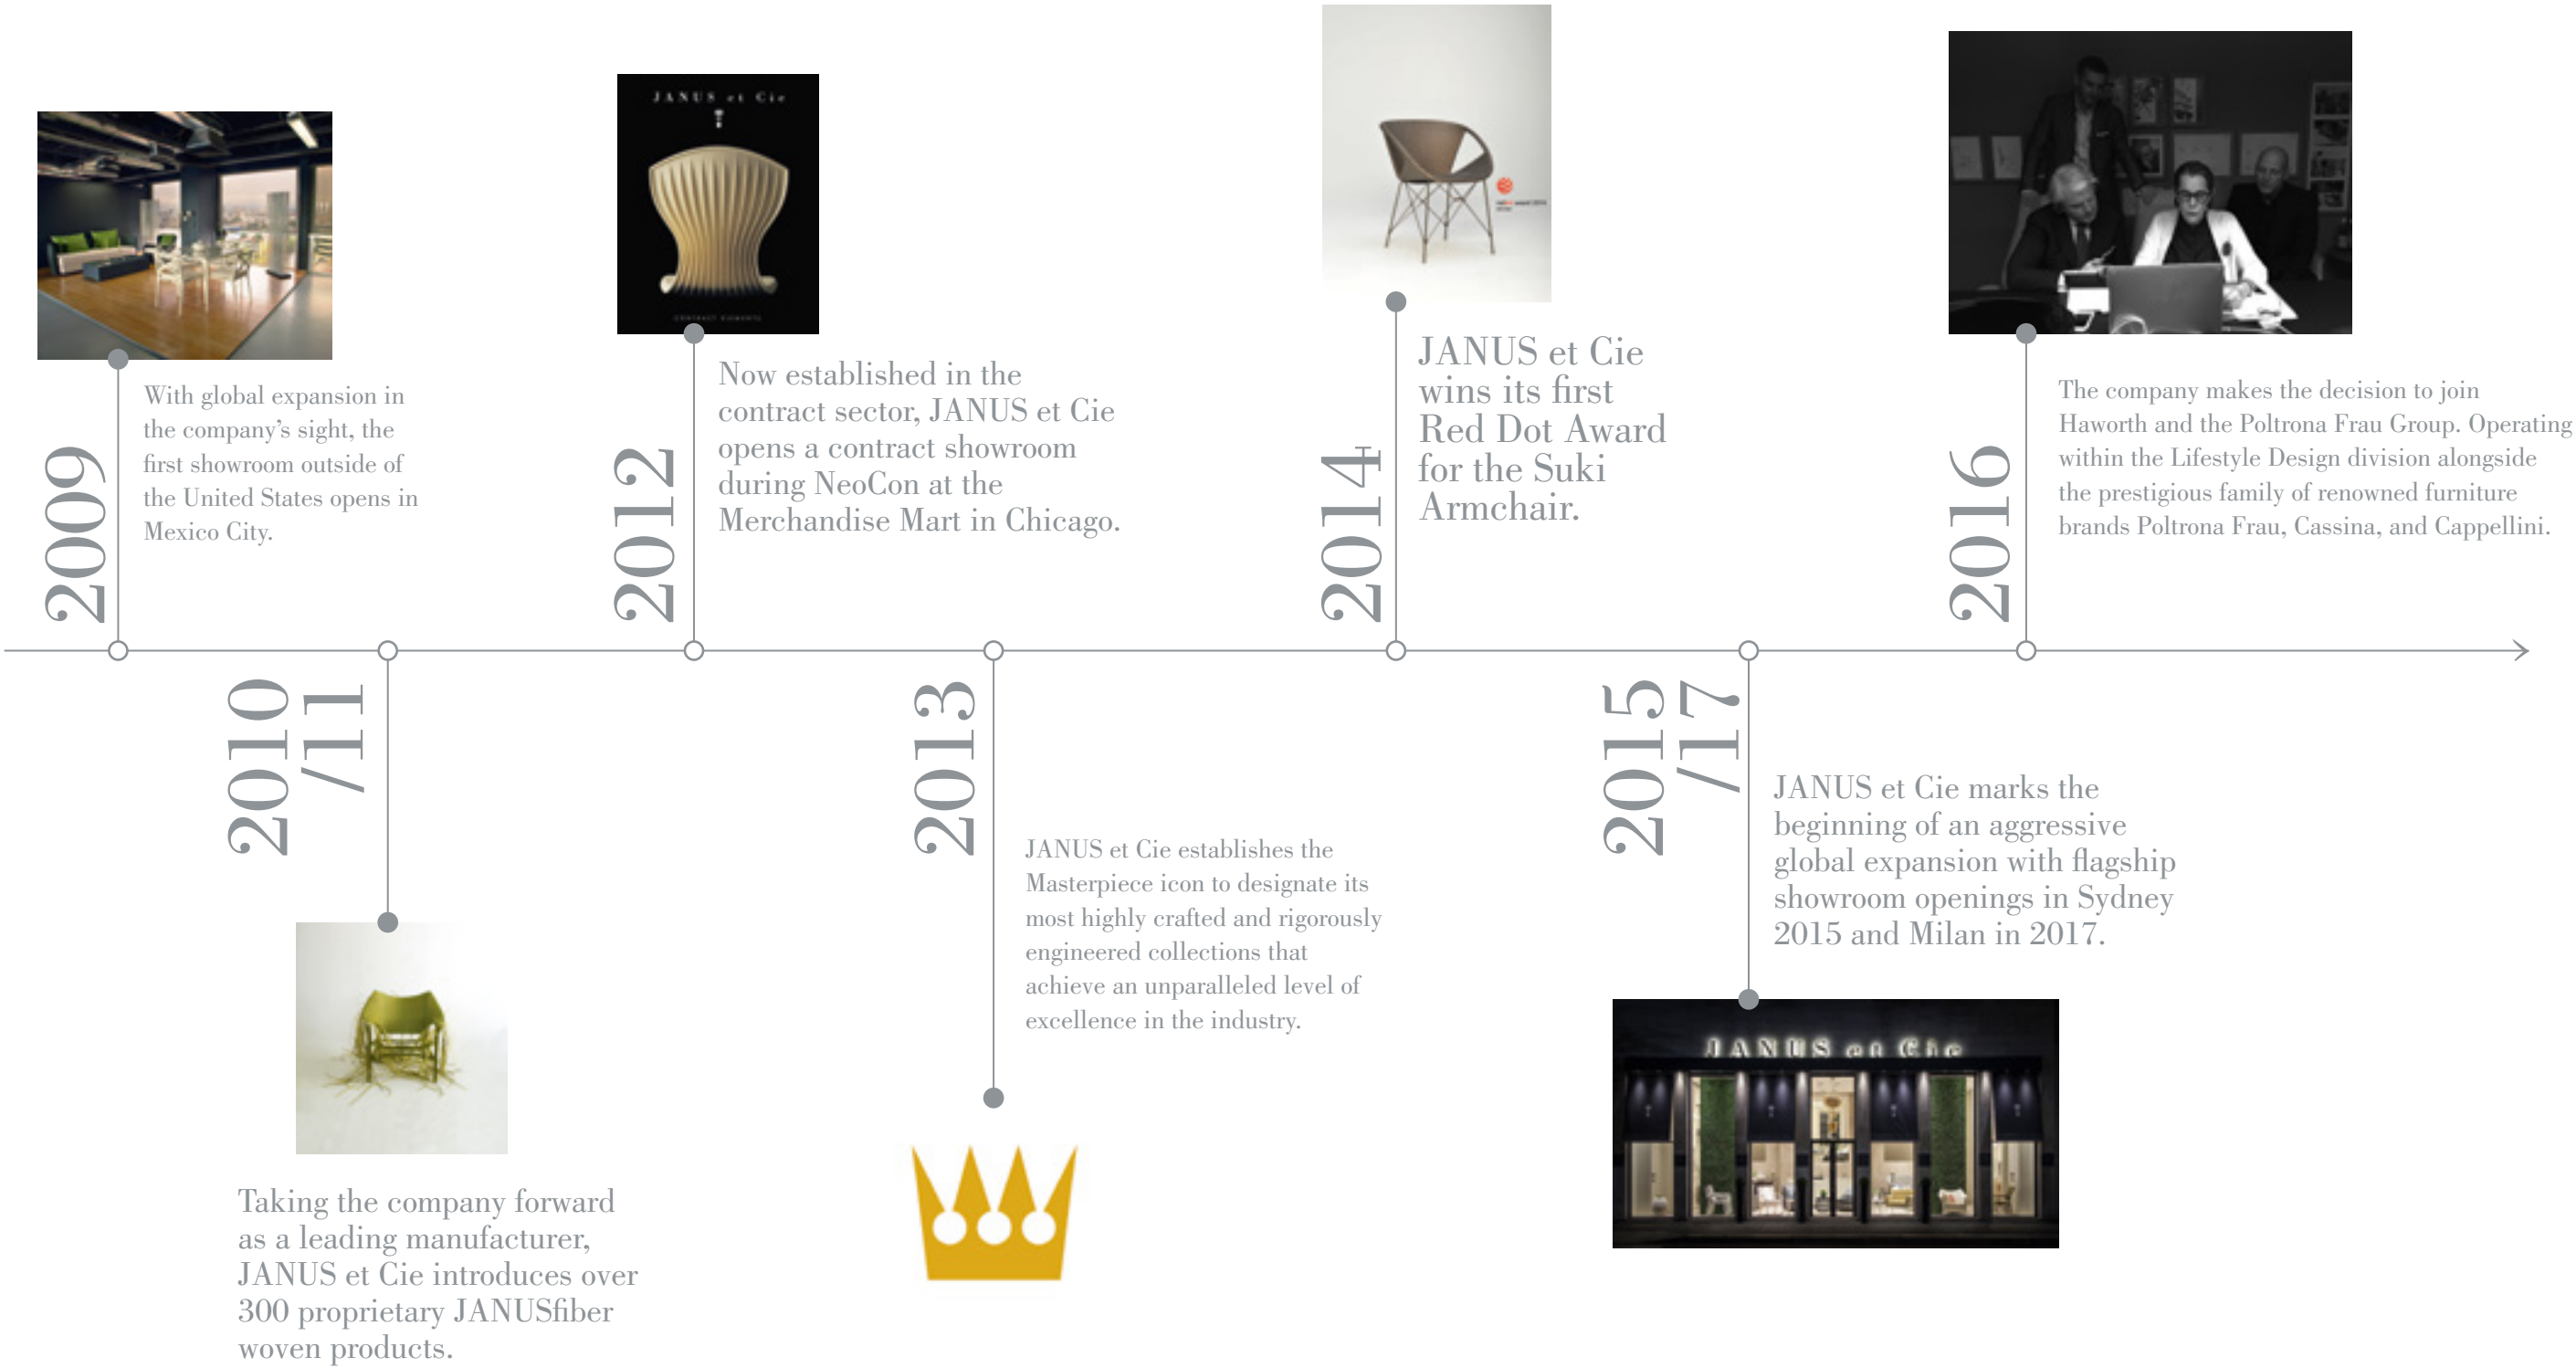 JANUS et Cie
2009
With global expansion in
the company's sight, the
first showroom outside of
the United States opens in
Mexico City.
2010
/11
Taking the company forward
as a leading manufacturer,
JANUS et Cie introduces over
300 proprietary JANUSfiber
woven products.
2012
Now established in the
contract sector, JANUS et Cie
opens a contract showroom
during NeoCon at the
Merchandise Mart in Chicago.
2013
JANUS et Cie establishes the
Masterpiece icon to designate its
most highly crafted and rigorously
engineered collections that
achieve an unparalleled level of
excellence in the industry.
2014
JANUS et Cie
wins its first
Red Dot Award
for the Suki
Armchair.
2015
/17
JANUS et Cie marks the
beginning of an aggressive
global expansion with flagship
showroom openings in Sydney
2015 and Milan in 2017.
JANUS et Cie
2016
The company makes the decision to join
Haworth and the Poltrona Frau Group. Operating
within the Lifestyle Design division alongside
the prestigious family of renowned furniture
brands Poltrona Frau, Cassina, and Cappellini.